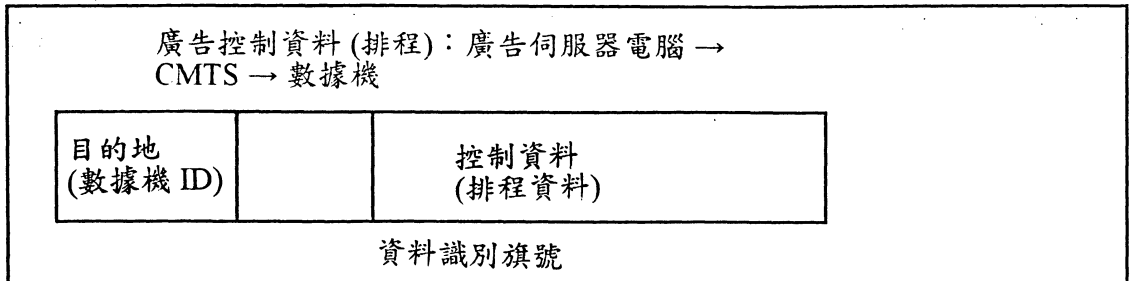 廣告控制資料 (排程)：廣告伺服器電腦 →
CMTS → 數據機
目的地
(數據機 ID)
控制資料
(排程資料)
資料識別旗號